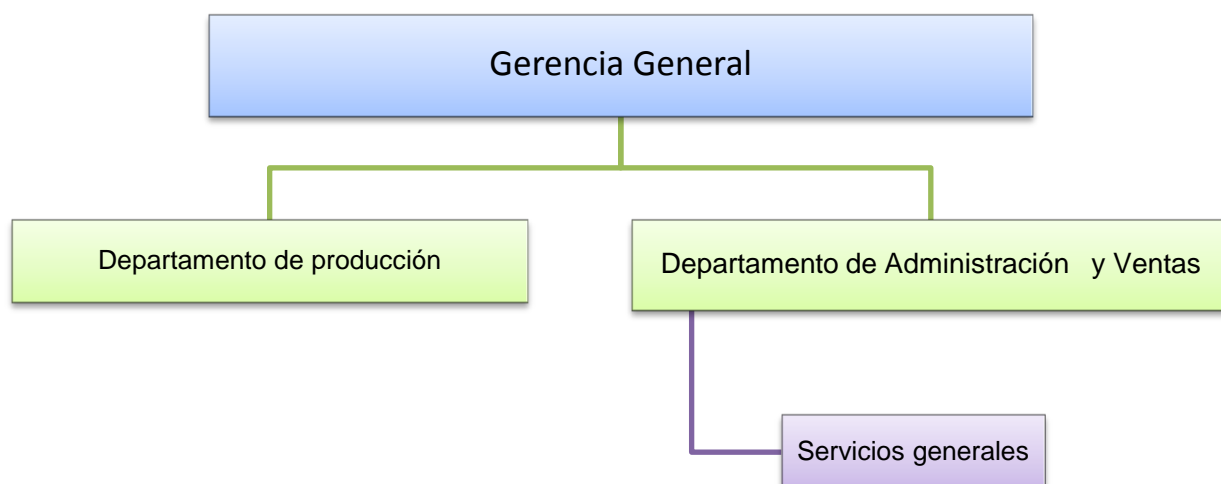 Gerencia General
Departamento de producción
Departamento de Administración y Ventas
Servicios generales